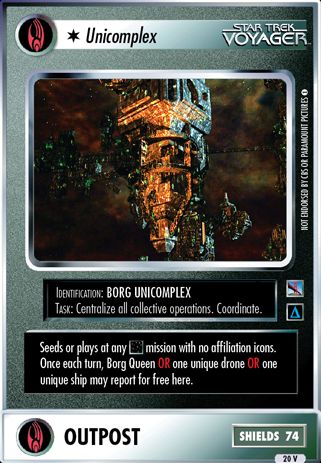 ✶ Unicomplex
STAR TREK
VOYAGER™
NOT ENDORSED BY CBS OR PARAMOUNT PICTURES
IDENTIFICATION: BORG UNICOMPLEX
TASK: Centralize all collective operations. Coordinate.
Seeds or plays at any mission with no affiliation icons.
Once each turn, Borg Queen OR one unique drone OR one
unique ship may report for free here.
OUTPOST
SHIELDS 74
20 V